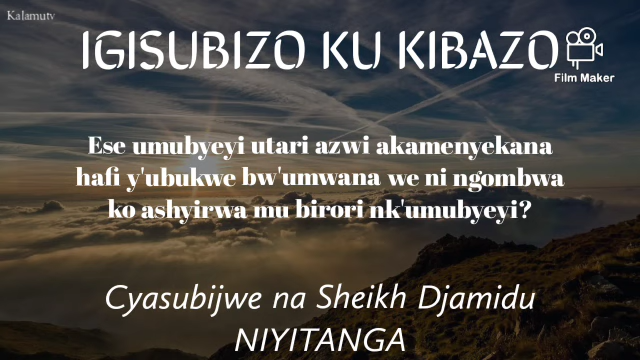 Kalamutv
IGISUBIZO KU KIBAZO
Film Maker
Ese umubyeyi utari azwi akamenyekana
hafi y'ubukwe bw'umwana we ni ngombwa
ko ashyirwa mu birori nk'umubyeyi?
Cyasubijwe na Sheikh Djamidu
NIYITANGA